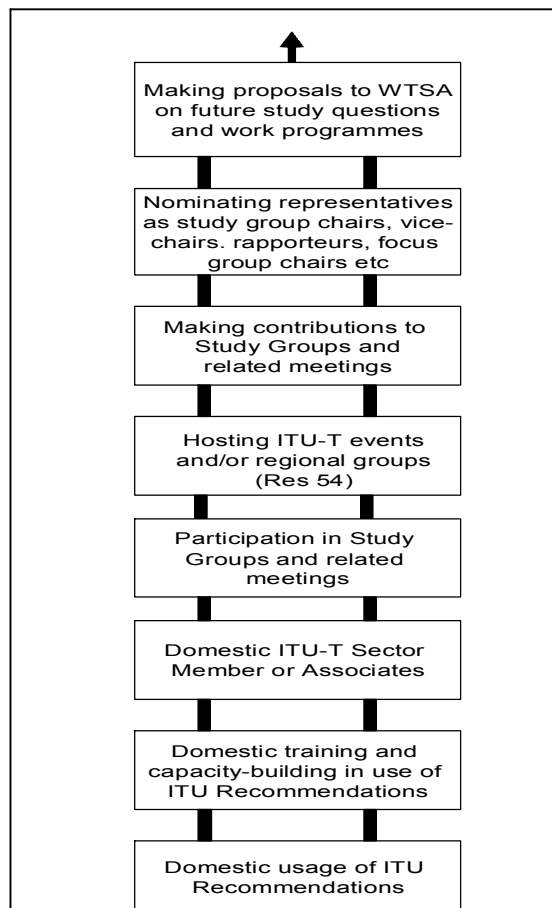 Making proposals to WTSA
on future study questions
and work programmes
Nominating representatives
as study group chairs, vice-
chairs. rapporteurs, focus
group chairs etc
Making contributions to
Study Groups and
related meetings
Hosting ITU-T events
and/or regional groups
(Res 54)
Participation in Study
Groups and related
meetings
Domestic ITU-T Sector
Member or Associates
Domestic training and
capacity-building in use of
ITU Recommendations
Domestic usage of ITU
Recommendations